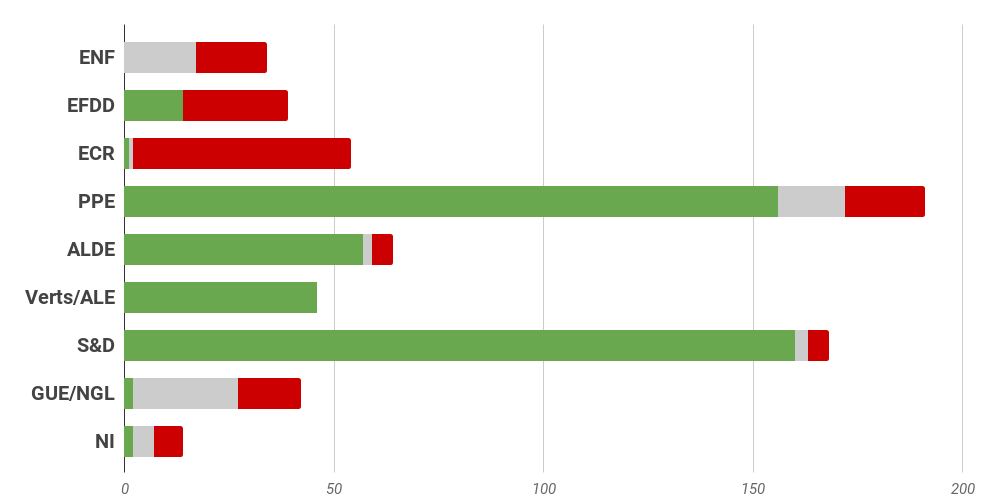 ENF
EFDD
ECR
PPE
ALDE
Verts/ALE
S&D
GUE/NGL
NI
0 50 100 150 200